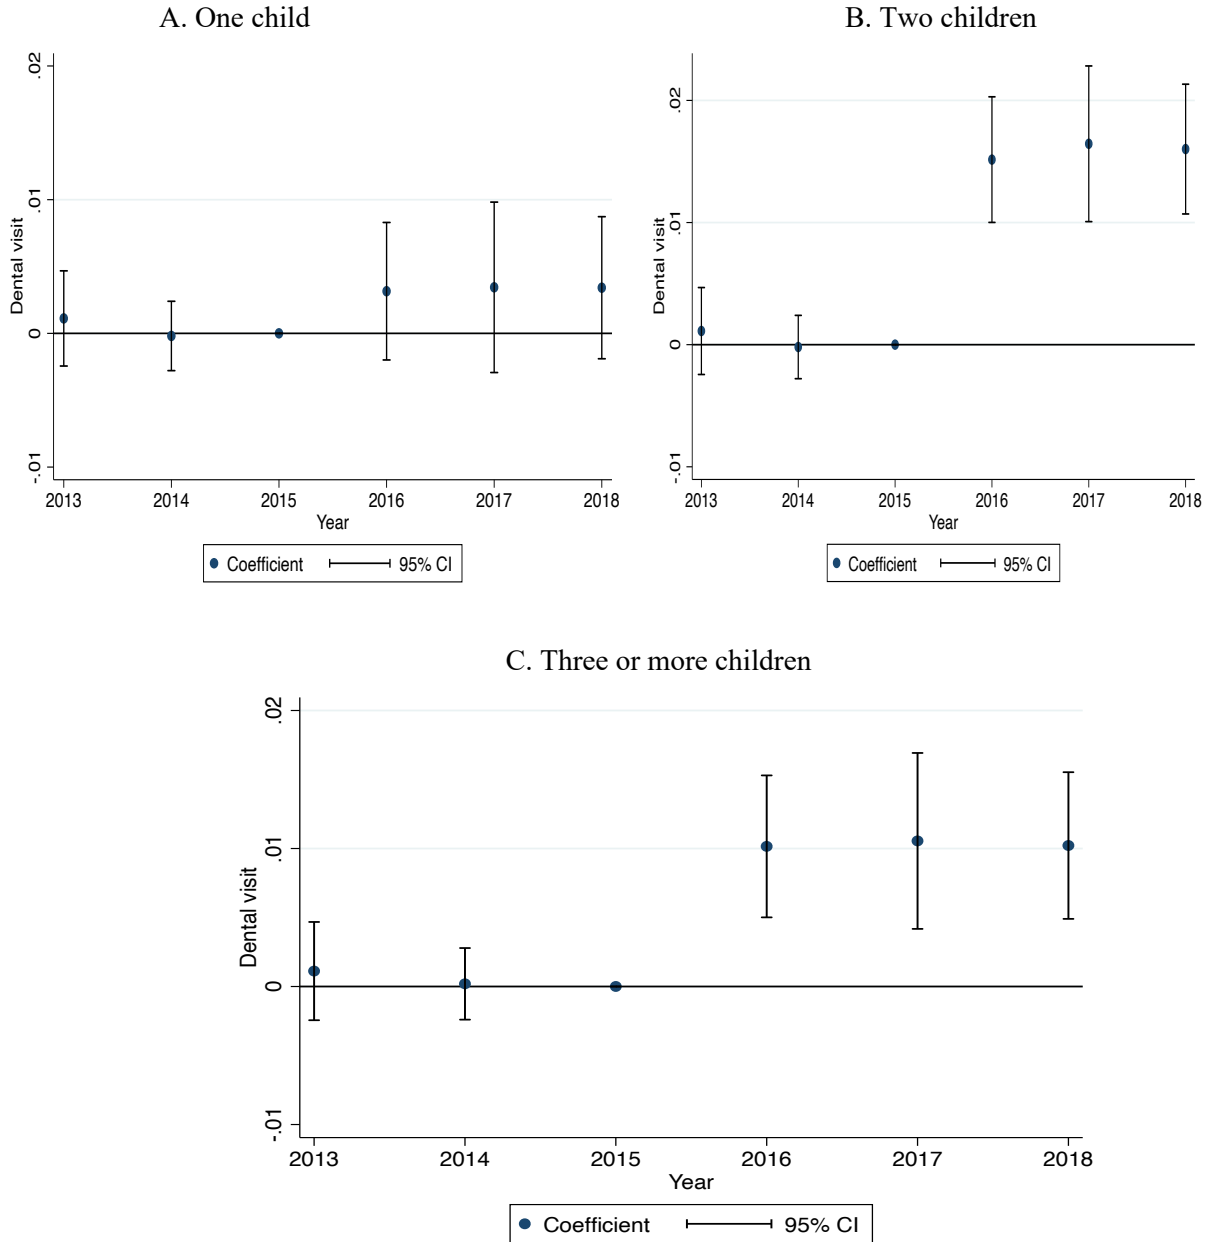 A. One child
.02
.01
0
-.01
Dental visit
2013 2014 2015 2016 2017 2018
Year
Coefficient 95% CI
B. Two children
.02
.01
0
-.01
Dental visit
2013 2014 2015 2016 2017 2018
Year
Coefficient 95% CI
C. Three or more children
.02
.01
0
-.01
Dental visit
2013 2014 2015 2016 2017 2018
Year
Coefficient 95% CI